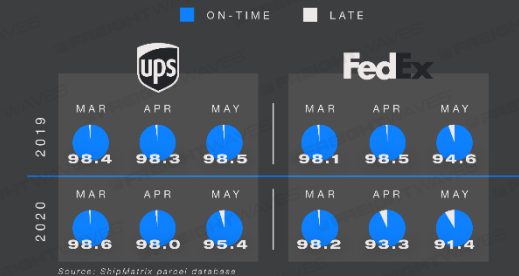 ON-TIME LATE
ups FedEx
2019
MAR APR MAY MAR APR MAY
98.4 98.3 98.5 98.1 98.5 94.6
2020
MAR APR MAY MAR APR MAY
98.6 98.0 95.4 98.2 93.3 91.4
Source: ShipMatrix parcel database